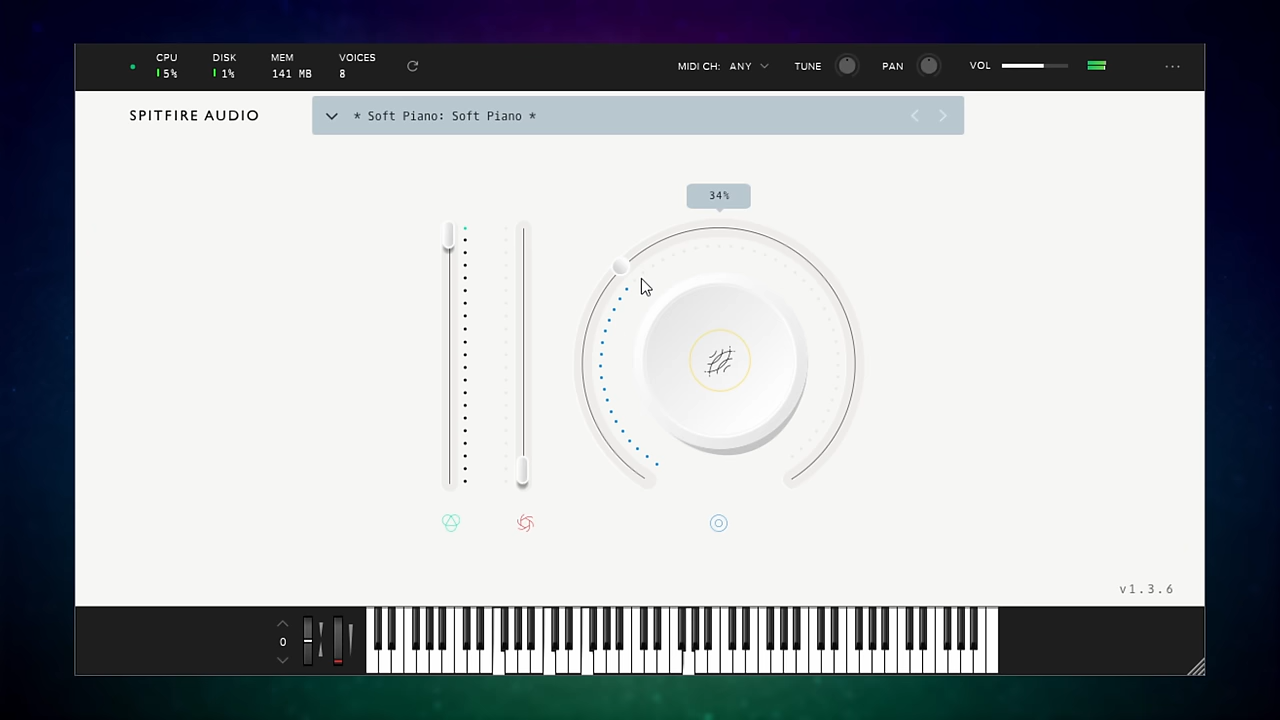 CPU
5%
DISK
1%
MEM
141 MB
VOICES
8
MIDI CH: ANY
TUNE
PAN
VOL
SPITFIRE AUDIO
* Soft Piano: Soft Piano *
34%
v1.3.6
0